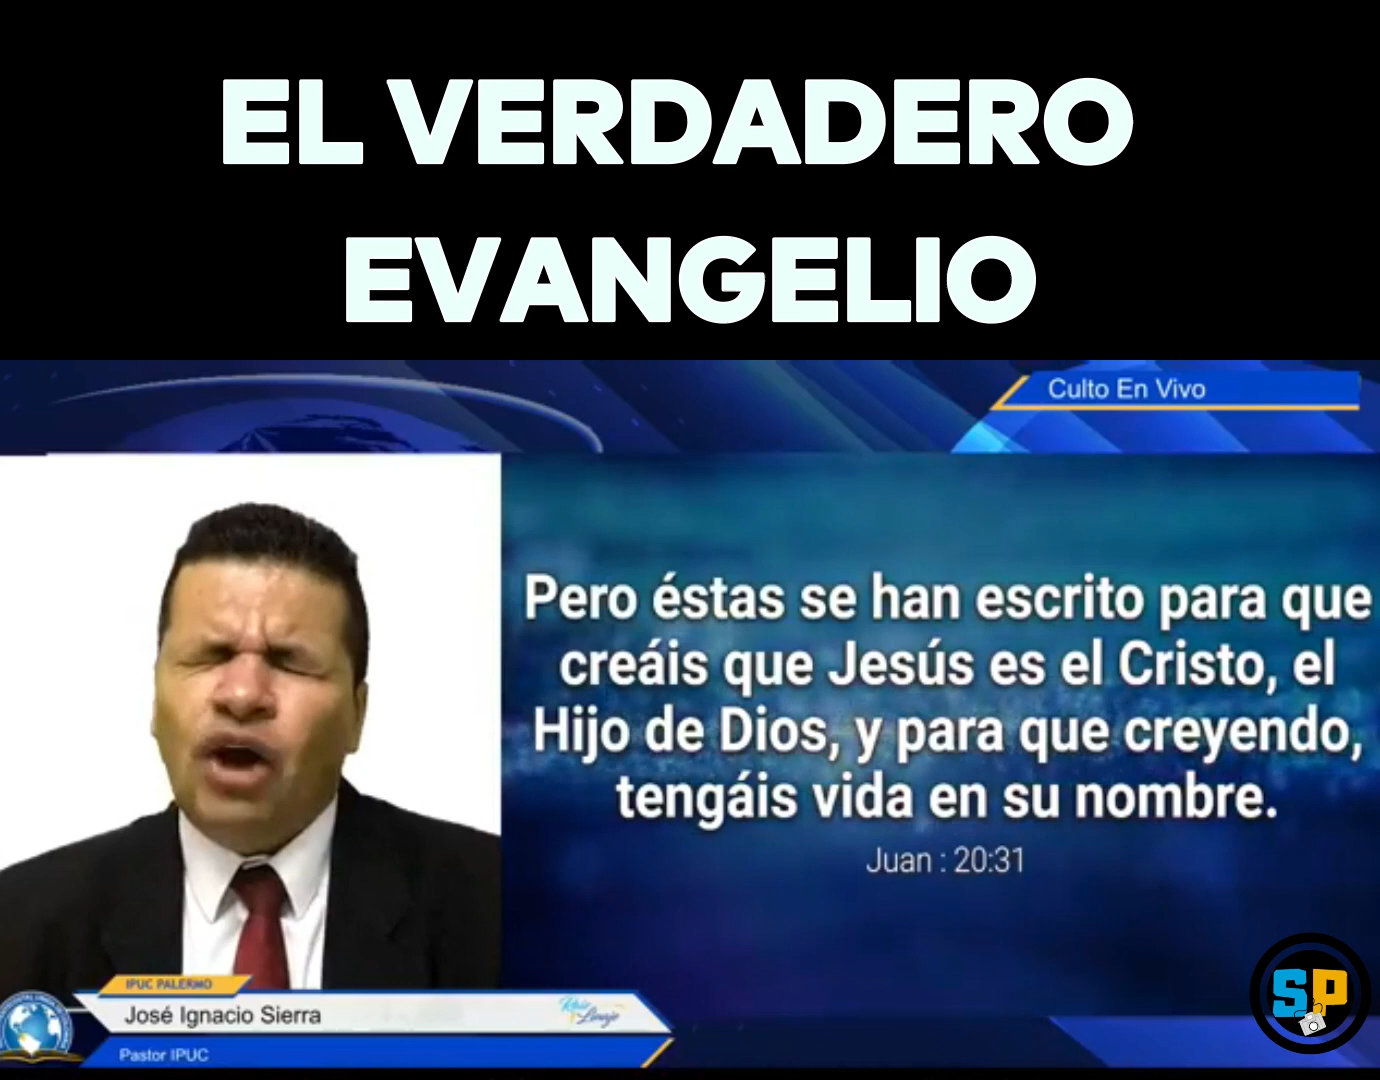 EL VERDADERO
EVANGELIO
Culto En Vivo
Pero éstas se han escrito para que
creáis que Jesús es el Cristo, el
Hijo de Dios, y para que creyendo,
tengáis vida en su nombre.
Juan : 20:31
IPUC PALERMO
José Ignacio Sierra
Raíz
y Linaje
Pastor IPUC
SP